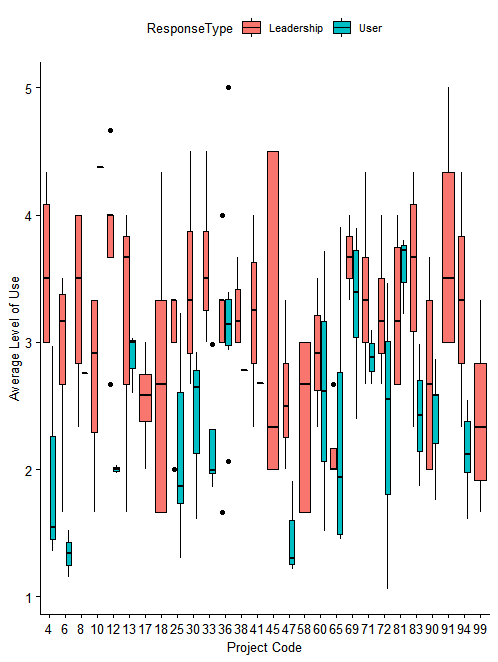 ResponseType Leadership User
Average Level of Use
5
4
3
2
1
4 6 8 10 12 13 17 18 25 30 33 36 38 41 45 47 58 60 65 69 71 72 81 83 90 91 94 99
Project Code